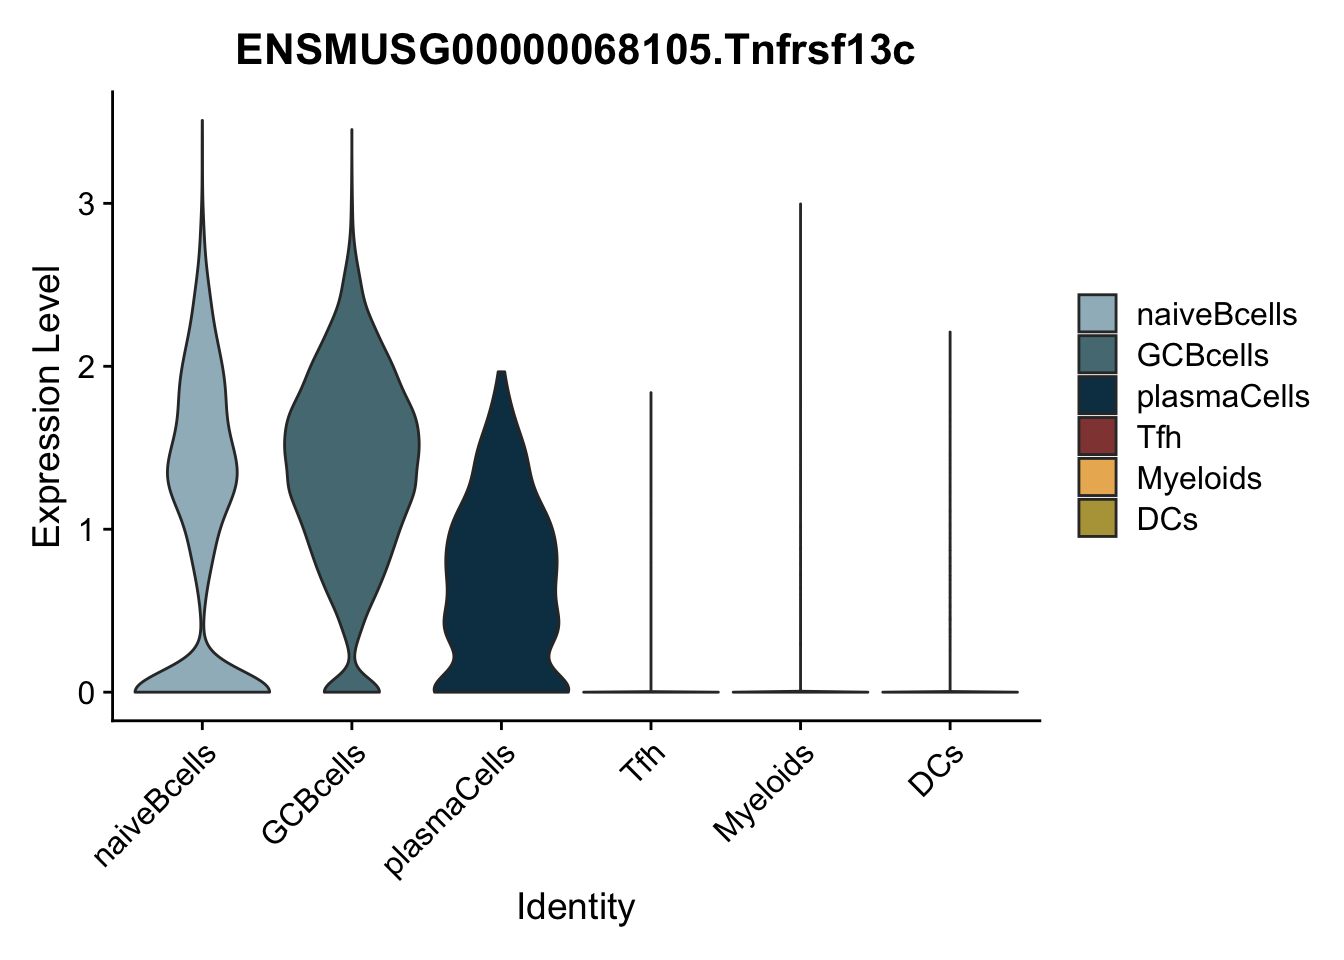 ENSMUSG00000068105.Tnfrsf13c
Expression Level
3
2
1
0
naiveBcells
GCBcells
plasmaCells
Tfh
Myeloids
DCs
Identity
naiveBcells
GCBcells
plasmaCells
Tfh
Myeloids
DCs